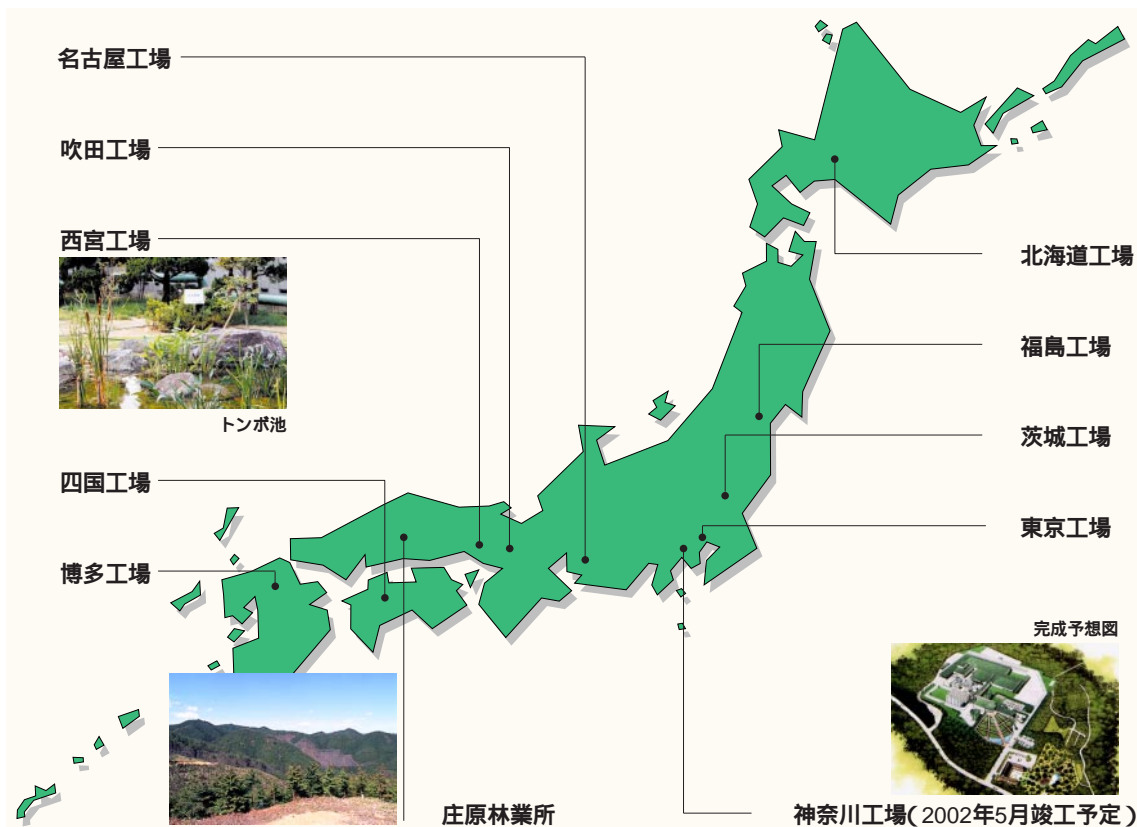 名古屋工場
吹田工場
西宮工場
トンボ池
四国工場
博多工場
庄原林業所
北海道工場
福島工場
茨城工場
東京工場
完成予想図
神奈川工場(2002年5月竣工予定)